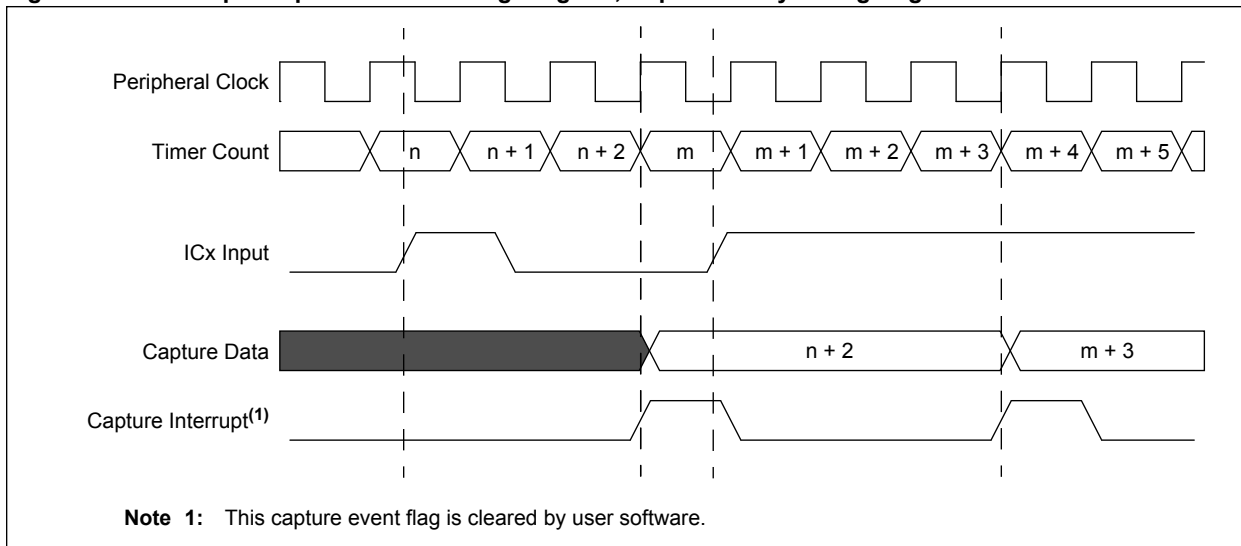 Peripheral Clock
Timer Count
n
n + 1
n + 2
m
m + 1
m + 2
m + 3
m + 4
m + 5
ICx Input
Capture Data
n + 2
m + 3
Capture Interrupt(1)
Note 1: This capture event flag is cleared by user software.